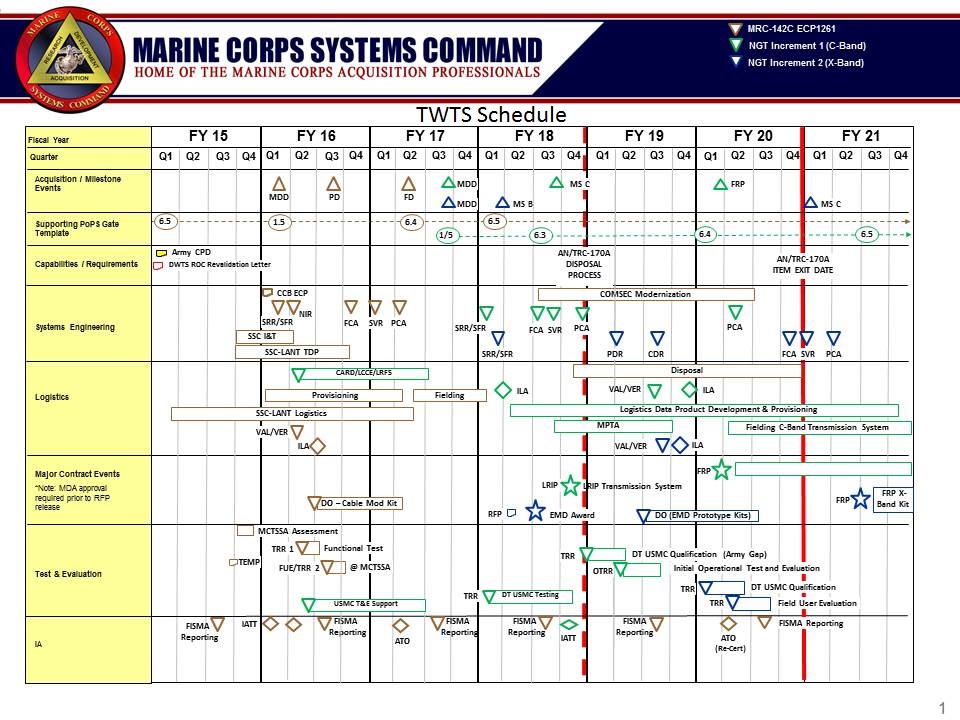 MARINE CORPS
RESEARCH
DEVELOPMENT
ACQUISITION
SYSTEMS COMMAND
MARINE CORPS SYSTEMS COMMAND
HOME OF THE MARINE CORPS ACQUISITION PROFESSIONALS
MRC-142C ECP1261
NGT Increment 1 (C-Band)
NGT Increment 2 (X-Band)
TWTS Schedule
Fiscal Year FY 15 FY 16 FY 17 FY 18 FY 19 FY 20 FY 21
Quarter Q1 Q2 Q3 Q4 Q1 Q2 Q3 Q4 Q1 Q2 Q3 Q4 Q1 Q2 Q3 Q4 Q1 Q2 Q3 Q4 Q1 Q2 Q3 Q4 Q1 Q2 Q3 Q4
Acquisition / Milestone
Events
MDD PD FD MDD MS C FRP
MDD MS B MS C
Supporting PoPS Gate
Template
6.5 1.5 6.4 6.5
1/5 6.3 6.4 6.5
Capabilities / Requirements
Army CPD
DWTS ROC Revalidation Letter
AN/TRC-170A
DISPOSAL
PROCESS
AN/TRC-170A
ITEM EXIT DATE
Systems Engineering
CCB ECP
COMSEC Modernization
NIR
SRR/SFR FCA SVR PCA SRR/SFR FCA SVR PCA PCA
SSC I&T
SSC-LANT TDP
SRR/SFR PDR CDR FCA SVR PCA
Logistics
CARD/LCCE/LRFS
Disposal
Provisioning
Fielding
ILA
VAL/VER
ILA
SSC-LANT Logistics
Logistics Data Product Development & Provisioning
VAL/VER
MPTA
Fielding C-Band Transmission System
ILA
VAL/VER
ILA
Major Contract Events
*Note: MDA approval
required prior to RFP
release
FRP
LRIP
LRIP Transmission System
DO – Cable Mod Kit
FRP
FRP X-
Band Kit
RFP
EMD Award
DO (EMD Prototype Kits)
Test & Evaluation
MCTSSA Assessment
TRR 1
Functional Test
TRR
DT USMC Qualification (Army Gap)
TEMP
FUE/TRR 2
@ MCTSSA
OTRR
Initial Operational Test and Evaluation
TRR
DT USMC Qualification
TRR
DT USMC Testing
USMC T&E Support
TRR
Field User Evaluation
IA
FISMA
Reporting
IATT
FISMA
Reporting
ATO
FISMA
Reporting
FISMA
Reporting
IATT
FISMA
Reporting
ATO
(Re-Cert)
FISMA Reporting
1